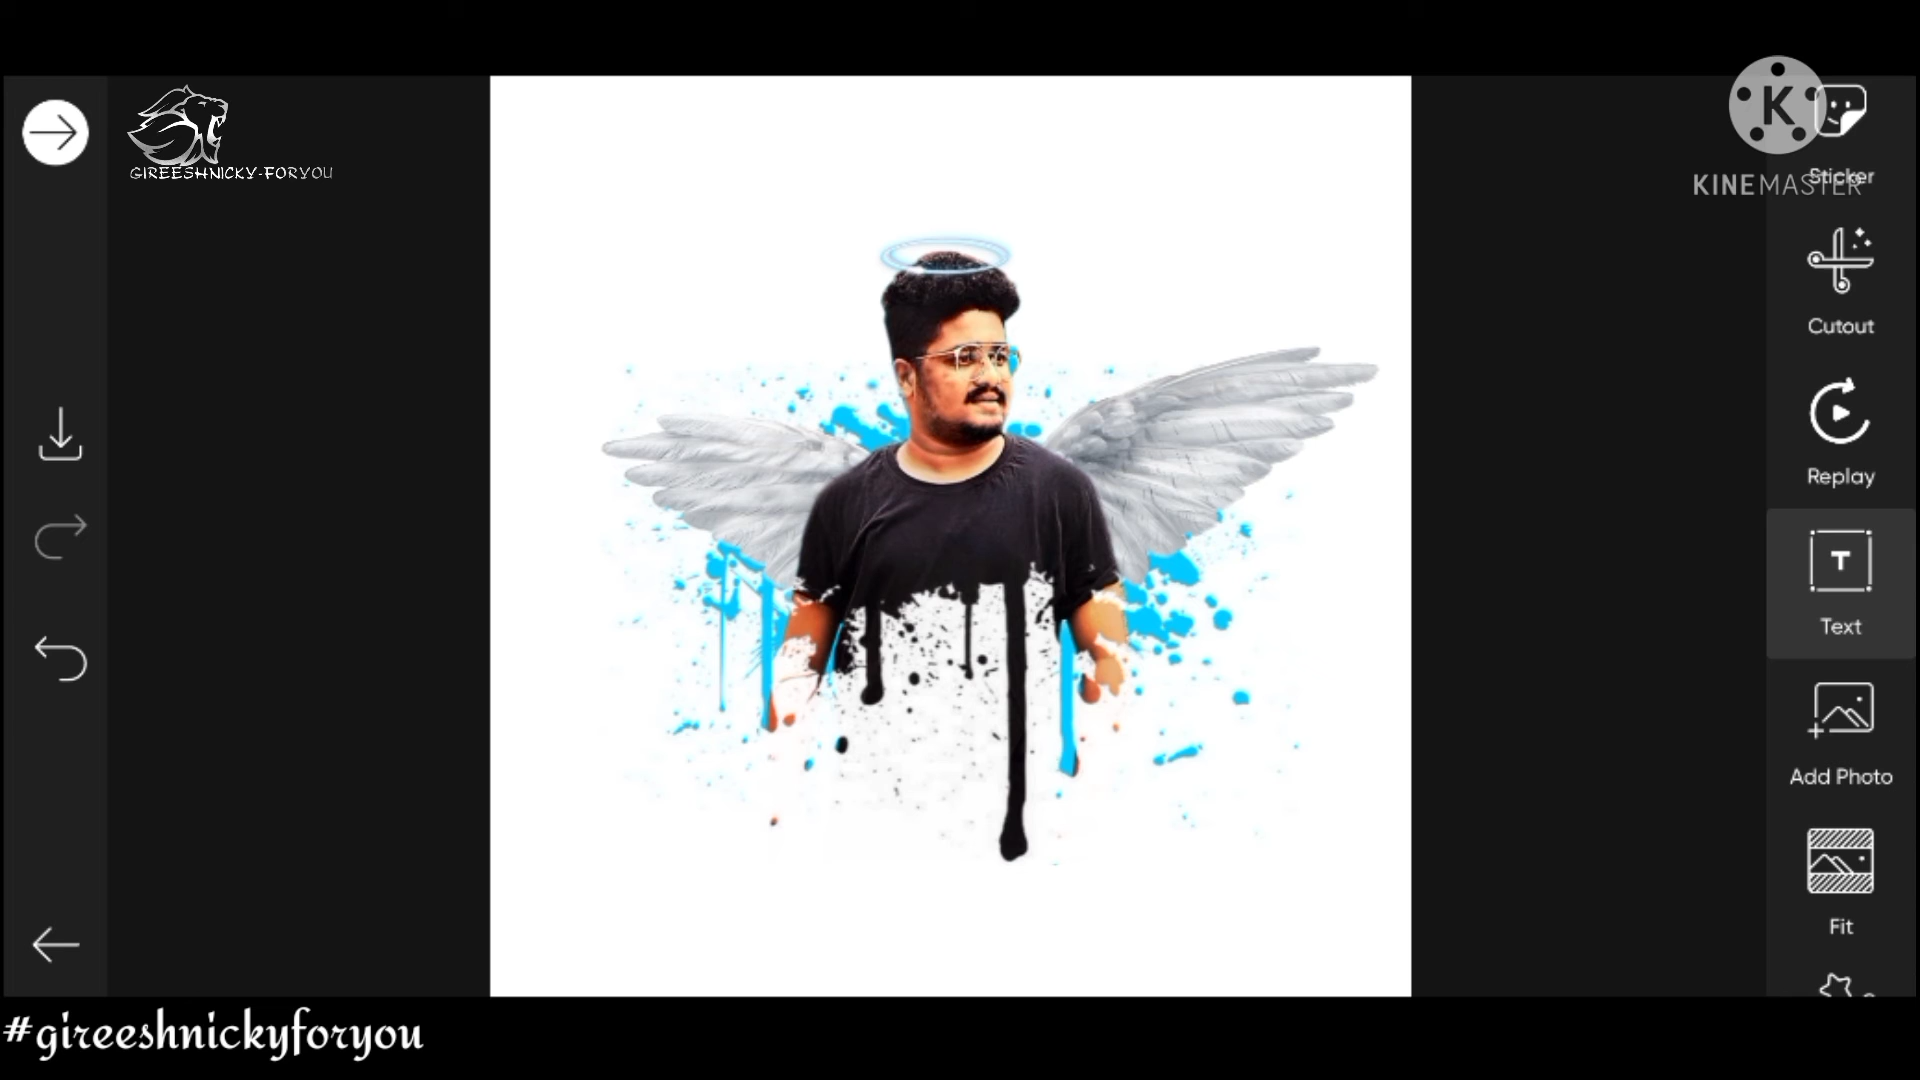 GIREESHNICKY-FORYOU
K
KINEMASTER
Sticker
Cutout
Replay
T
Text
Add Photo
Fit
#gireeshnickyforyou